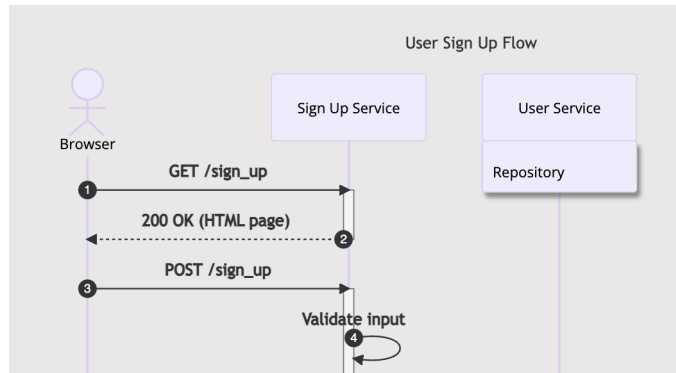 User Sign Up Flow
Browser
Sign Up Service
User Service
Repository
1
GET /sign_up
200 OK (HTML page)
2
3
POST /sign_up
Validate input
4